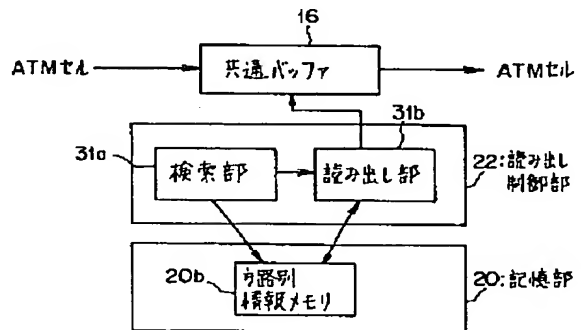 16
ATMセル
共通バッファ
ATMセル
31b
31a
検索部
読み出し部
22:読み出し
制御部
20b
方路別
情報メモリ
20:記憶部